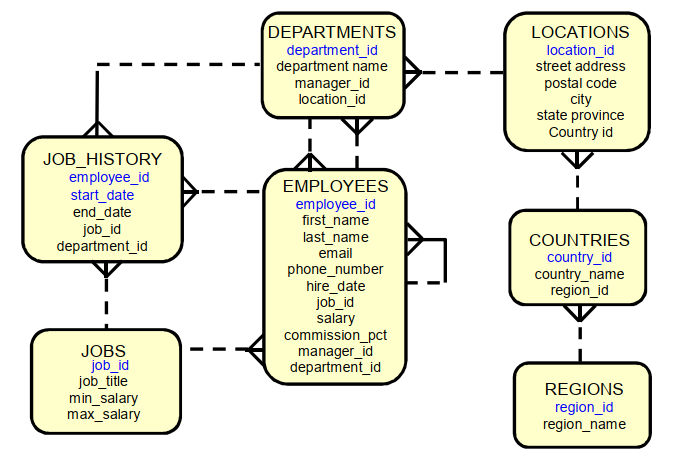 DEPARTMENTS
department_id
department name
manager_id
location_id
LOCATIONS
location_id
street address
postal code
city
state province
Country id
JOB_HISTORY
employee_id
start_date
end_date
job_id
department_id
EMPLOYEES
employee_id
first_name
last_name
email
phone_number
hire_date
job_id
salary
commission_pct
manager_id
department_id
COUNTRIES
country_id
country_name
region_id
JOBS
job_id
job_title
min_salary
max_salary
REGIONS
region_id
region_name